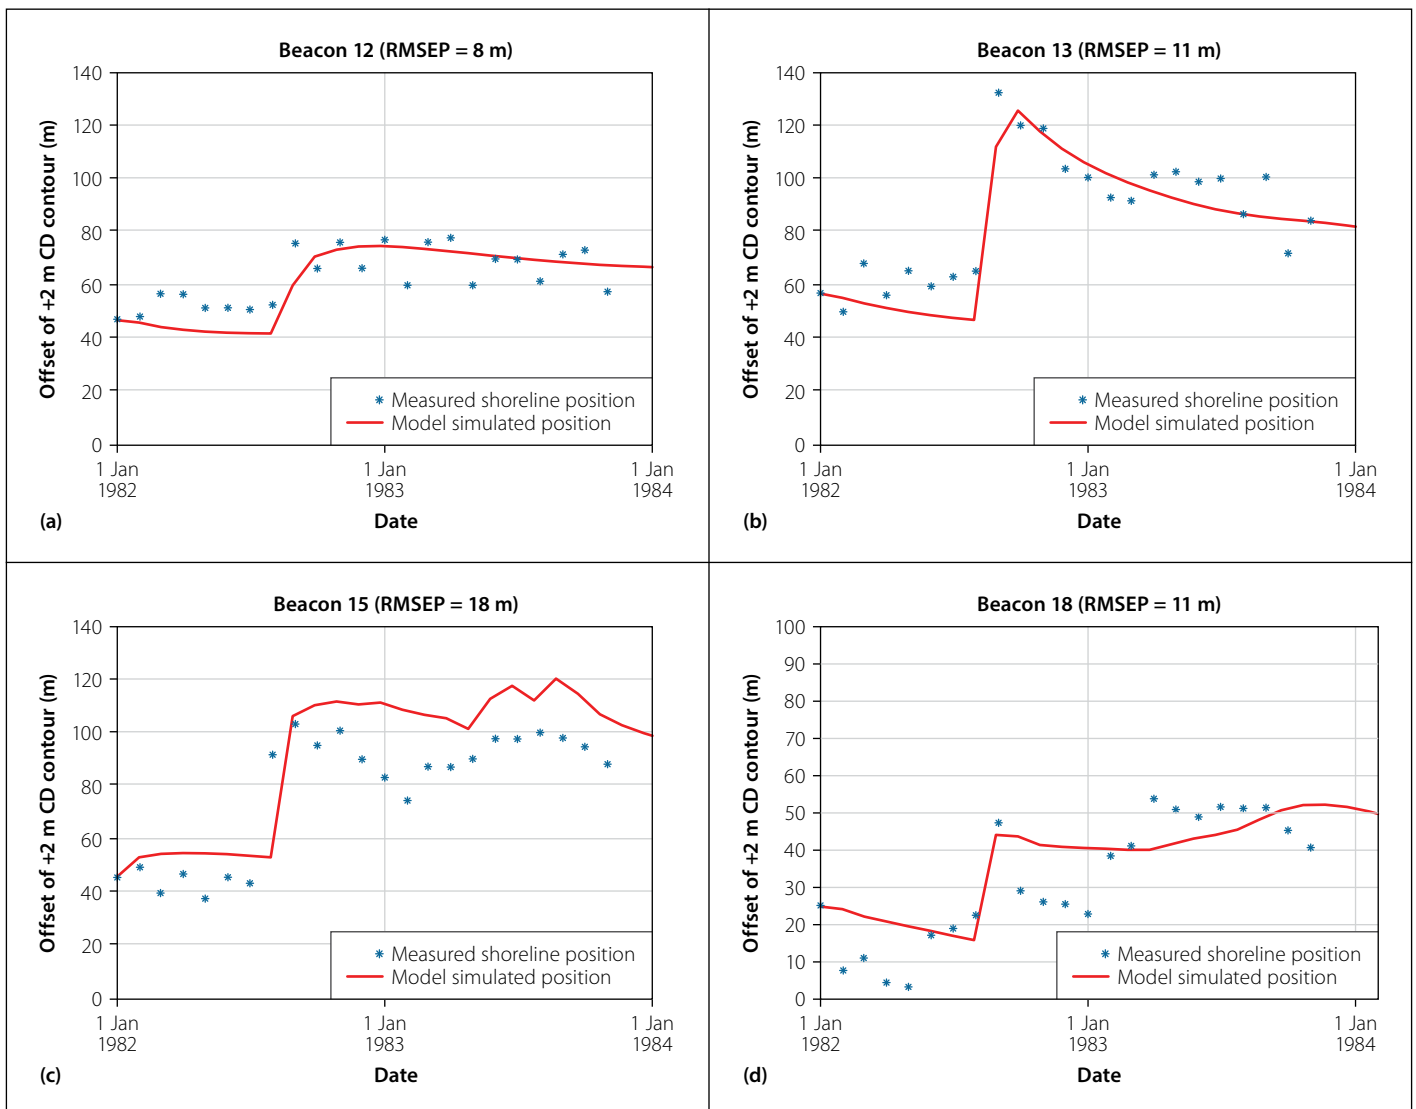 Beacon 12 (RMSEP = 8 m)
Offset of +2 m CD contour (m)
140
120
100
80
60
40
20
0
Measured shoreline position
Model simulated position
1 Jan
1982
1 Jan
1983
1 Jan
1984
(a)
Date
Beacon 13 (RMSEP = 11 m)
Offset of +2 m CD contour (m)
140
120
100
80
60
40
20
0
Measured shoreline position
Model simulated position
1 Jan
1982
1 Jan
1983
1 Jan
1984
(b)
Date
Beacon 15 (RMSEP = 18 m)
Offset of +2 m CD contour (m)
140
120
100
80
60
40
20
0
Measured shoreline position
Model simulated position
1 Jan
1982
1 Jan
1983
1 Jan
1984
(c)
Date
Beacon 18 (RMSEP = 11 m)
Offset of +2 m CD contour (m)
100
90
80
70
60
50
40
30
20
10
0
Measured shoreline position
Model simulated position
1 Jan
1982
1 Jan
1983
1 Jan
1984
(d)
Date